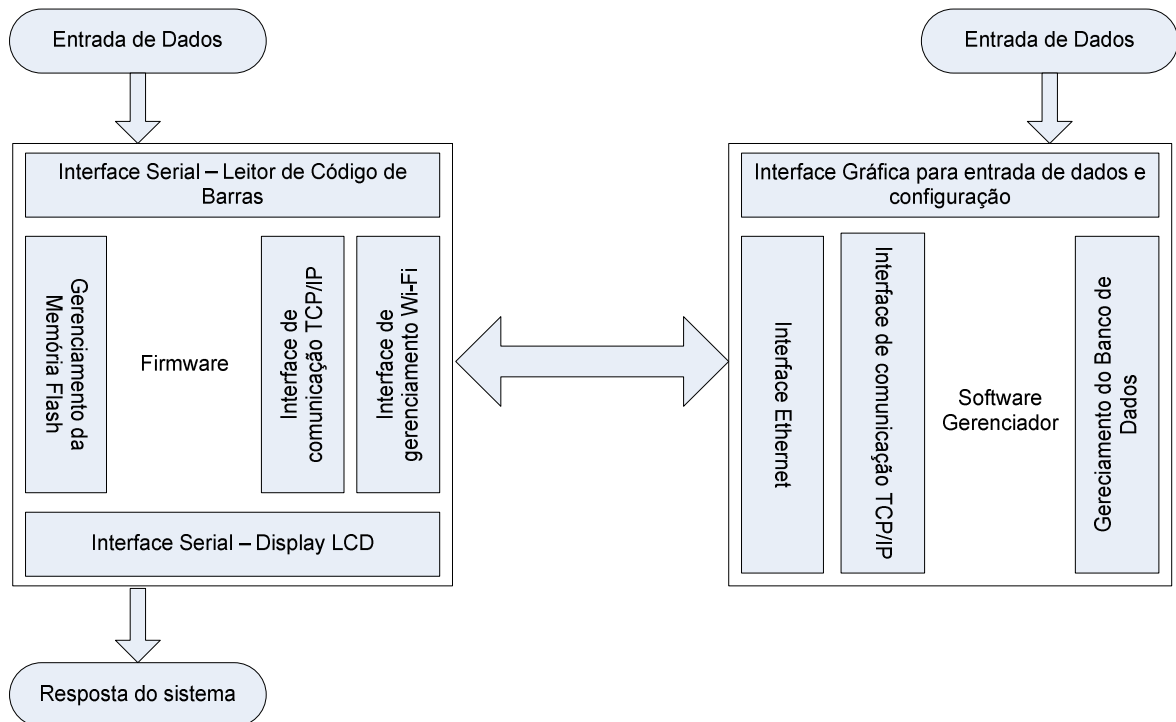 Entrada de Dados
Entrada de Dados
Interface Serial – Leitor de Código de
Barras
Gerenciamento da
Memória Flash
Firmware
Interface de
comunicação TCP/IP
Interface de
gerenciamento Wi-Fi
Interface Serial – Display LCD
Resposta do sistema
Interface Gráfica para entrada de dados e
configuração
Interface Ethernet
Interface de comunicação TCP/IP
Software
Gerenciador
Gereciamento do Banco de
Dados